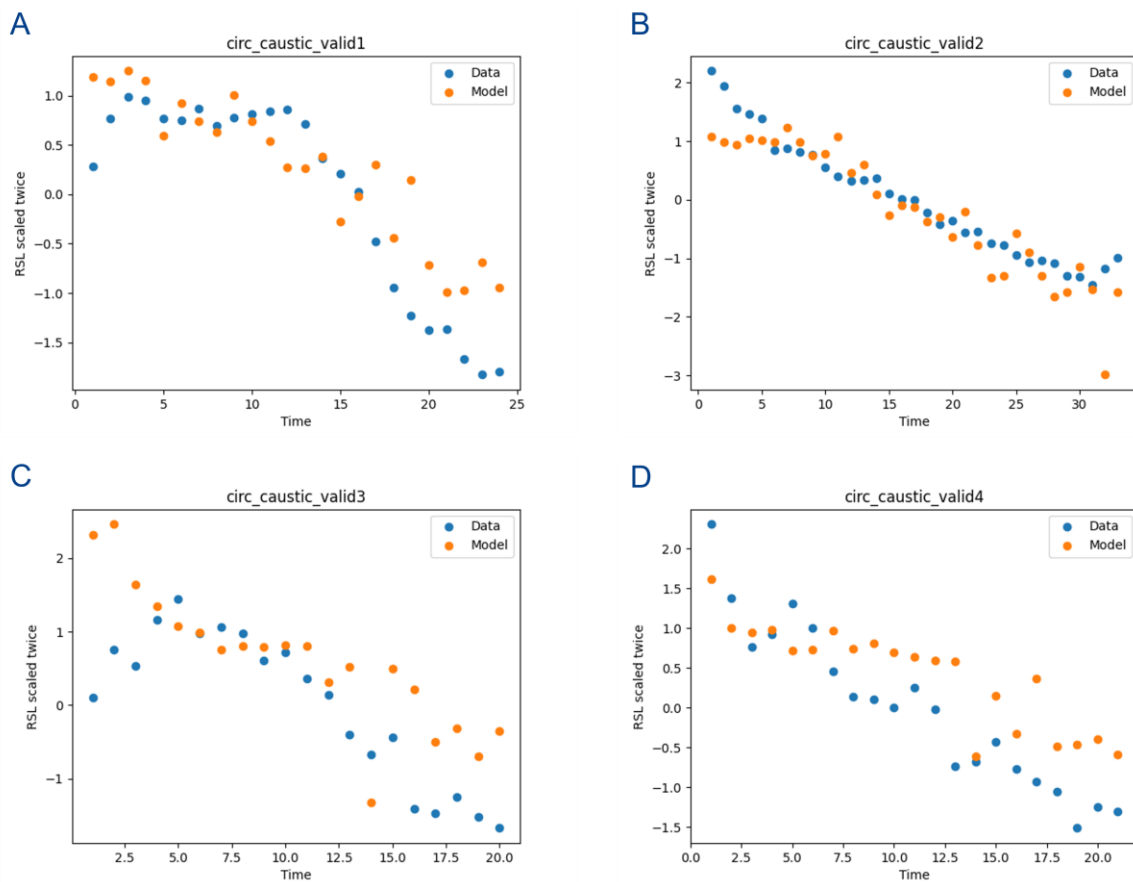 A
circ_caustic_valid1
Data
Model
RSL scaled twice
1.0
0.5
0.0
−0.5
−1.0
−1.5
0 5 10 15 20 25
Time
B
circ_caustic_valid2
Data
Model
RSL scaled twice
2
1
0
−1
−2
−3
0 5 10 15 20 25 30
Time
C
circ_caustic_valid3
Data
Model
RSL scaled twice
2
1
0
−1
2.5 5.0 7.5 10.0 12.5 15.0 17.5 20.0
Time
D
circ_caustic_valid4
Data
Model
RSL scaled twice
2.0
1.5
1.0
0.5
0.0
−0.5
−1.0
−1.5
0.0 2.5 5.0 7.5 10.0 12.5 15.0 17.5 20.0
Time